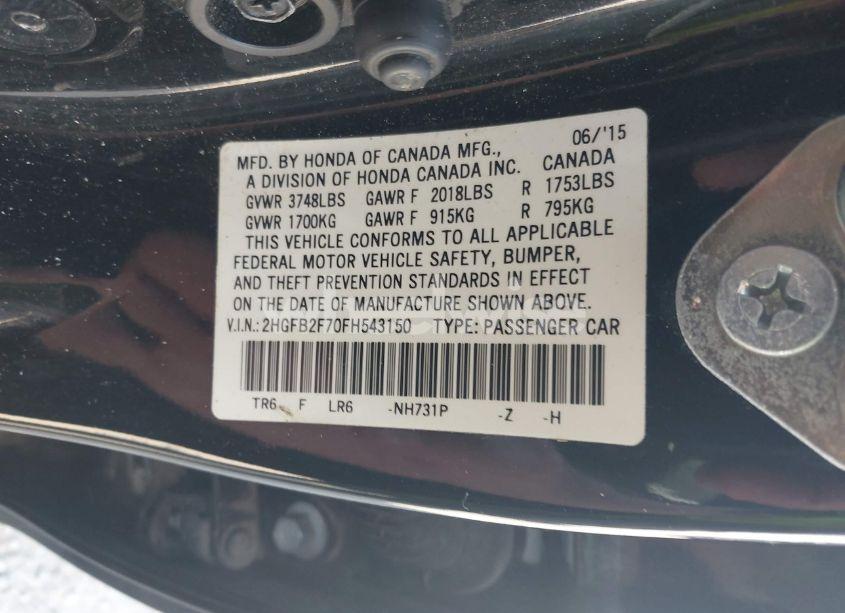 06/'15
MFD. BY HONDA OF CANADA MFG.,
A DIVISION OF HONDA CANADA INC. CANADA
GVWR 3748LBS GAWR F 2018LBS R 1753LBS
GVWR 1700KG GAWR F 915KG R 795KG
THIS VEHICLE CONFORMS TO ALL APPLICABLE
FEDERAL MOTOR VEHICLE SAFETY, BUMPER,
AND THEFT PREVENTION STANDARDS IN EFFECT
ON THE DATE OF MANUFACTURE SHOWN ABOVE.
V.I.N.:2HGFB2F70FH543150 TYPE: PASSENGER CAR
TR6 F LR6 -NH731P -Z -H